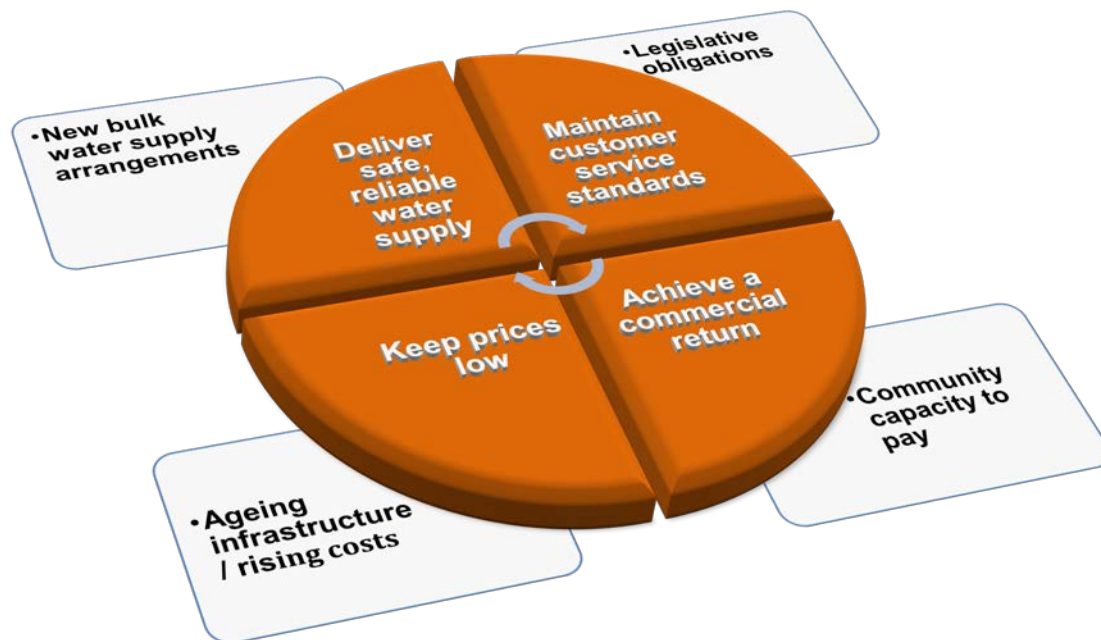 •New bulk
water supply
arrangements
•Legislative
obligations
Deliver
safe,
reliable
water
supply
Maintain
customer
service
standards
Keep prices
low
Achieve a
commercial
return
•Ageing
infrastructure
/ rising costs
•Community
capacity to
pay